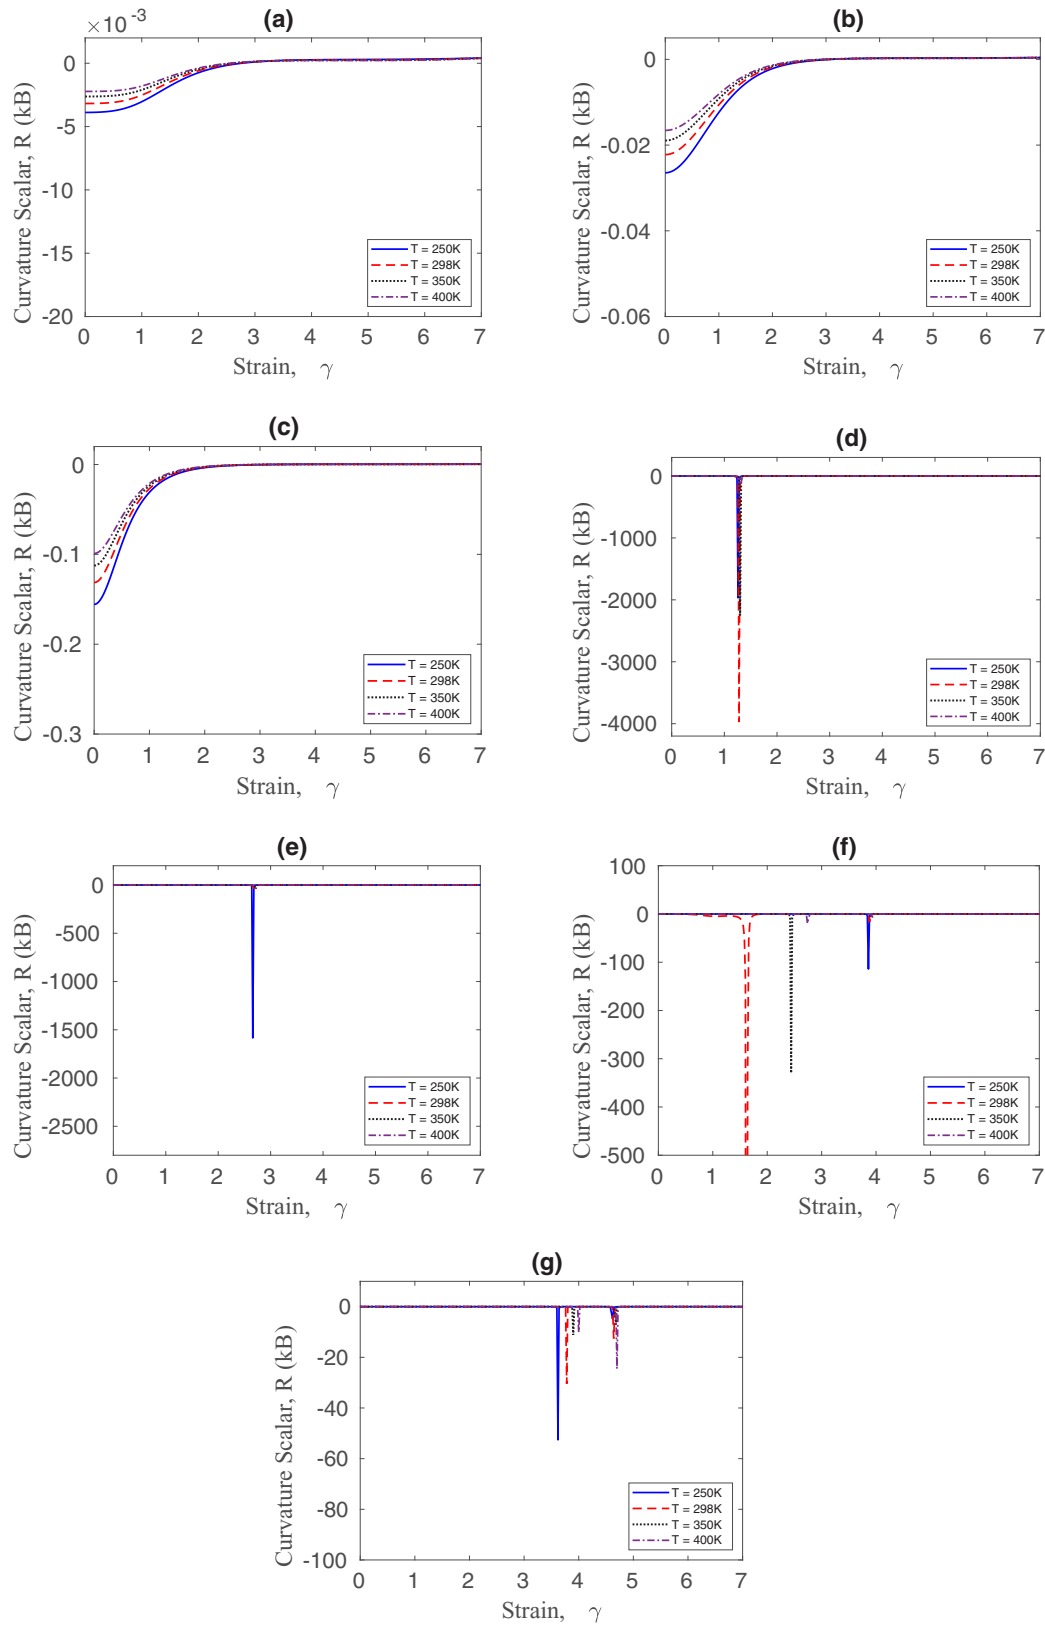 (a)
×10 -3
0
-5
-10
-15
-20
Curvature Scalar, R (kB)
T = 250K
T = 298K
T = 350K
T = 400K
0 1 2 3 4 5 6 7
Strain, γ
(b)
0
-0.02
-0.04
-0.06
Curvature Scalar, R (kB)
T = 250K
T = 298K
T = 350K
T = 400K
0 1 2 3 4 5 6 7
Strain, γ
(c)
0
-0.1
-0.2
-0.3
Curvature Scalar, R (kB)
T = 250K
T = 298K
T = 350K
T = 400K
0 1 2 3 4 5 6 7
Strain, γ
(d)
0
-1000
-2000
-3000
-4000
Curvature Scalar, R (kB)
T = 250K
T = 298K
T = 350K
T = 400K
0 1 2 3 4 5 6 7
Strain, γ
(e)
0
-500
-1000
-1500
-2000
-2500
Curvature Scalar, R (kB)
T = 250K
T = 298K
T = 350K
T = 400K
0 1 2 3 4 5 6 7
Strain, γ
(f)
100
0
-100
-200
-300
-400
-500
Curvature Scalar, R (kB)
T = 250K
T = 298K
T = 350K
T = 400K
0 1 2 3 4 5 6 7
Strain, γ
(g)
0
-20
-40
-60
-80
-100
Curvature Scalar, R (kB)
T = 250K
T = 298K
T = 350K
T = 400K
0 1 2 3 4 5 6 7
Strain, γ